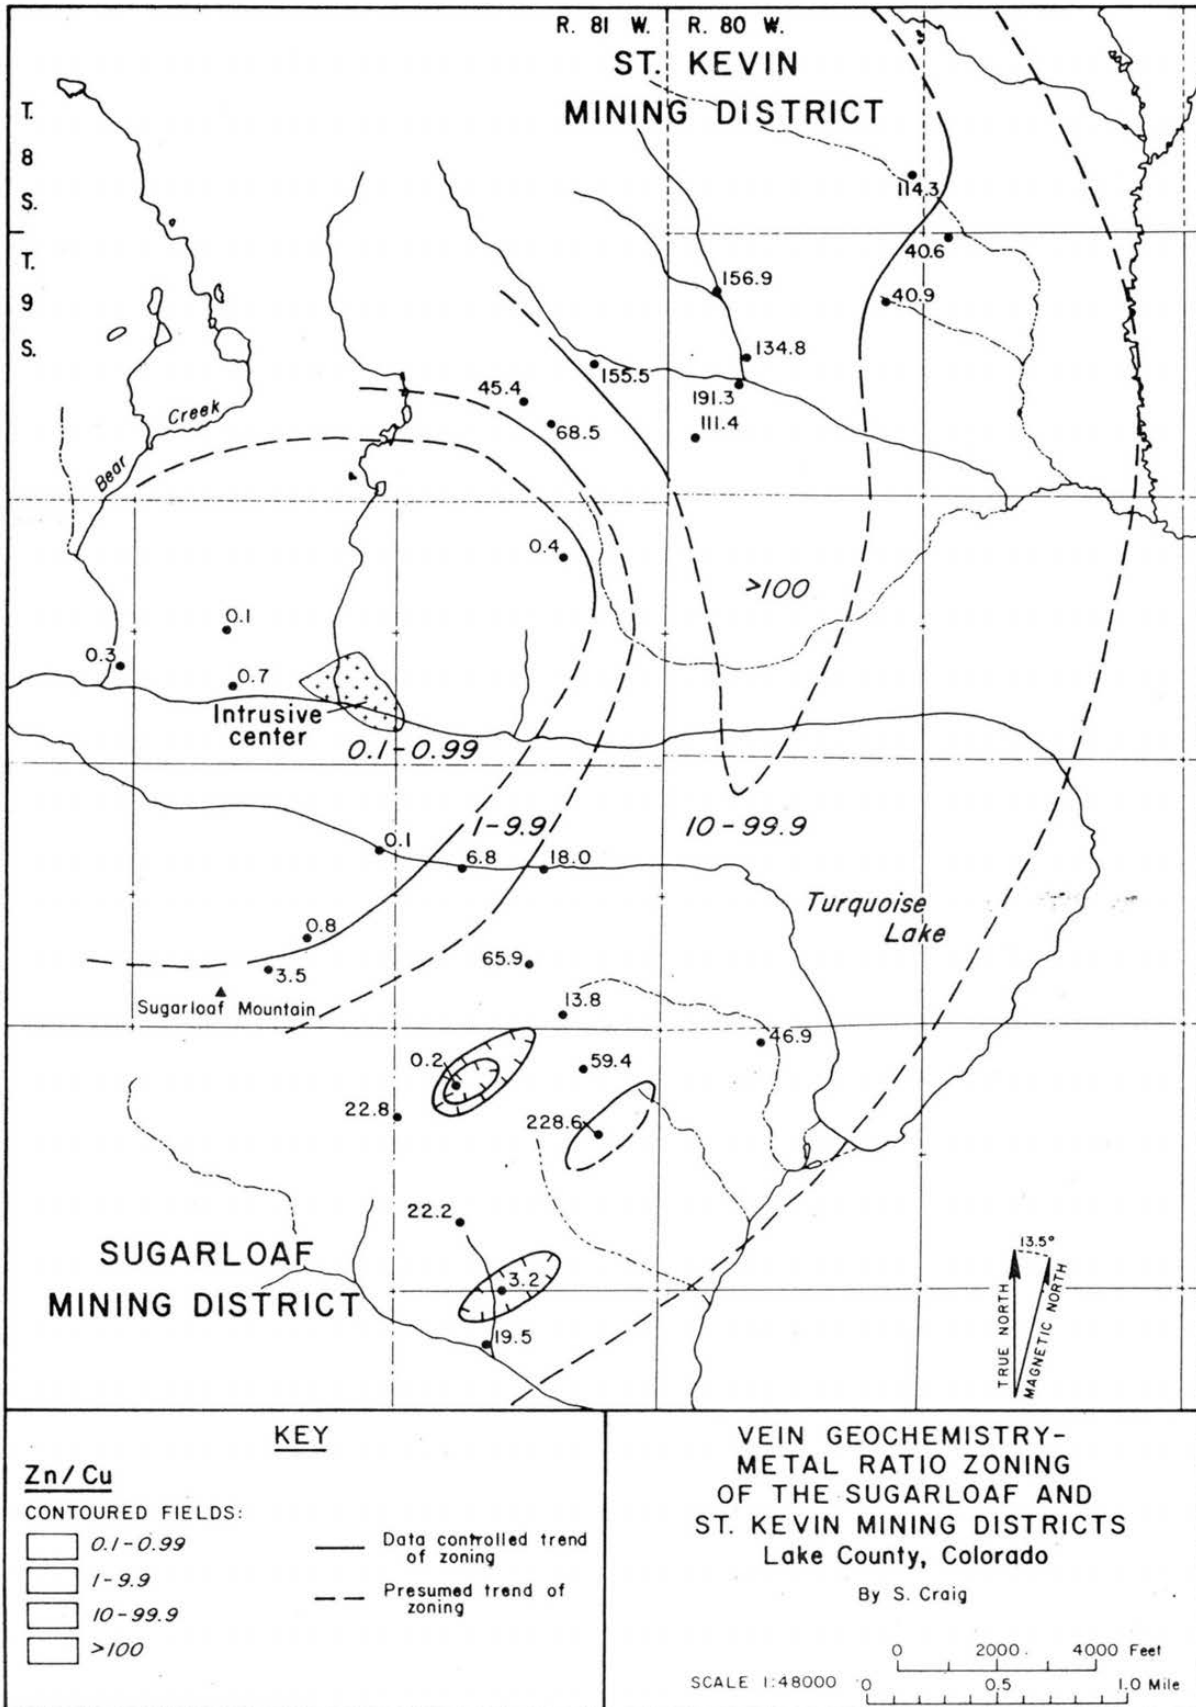 R. 81 W. R. 80 W.
ST. KEVIN
MINING DISTRICT
T.
8
S.
T.
9
S.
114.3
40.6
156.9
40.9
134.8
155.5
191.3
45.4
111.4
68.5
Creek
Bear
0.4
>100
0.1
0.3
0.7
Intrusive
center
0.1-0.99
1-9.9
10-99.9
0.1
6.8
18.0
Turquoise
Lake
0.8
65.9
3.5
Sugarloaf Mountain
13.8
46.9
0.2
59.4
22.8
228.6
22.2
SUGARLOAF
MINING DISTRICT
3.2
19.5
13.5°
TRUE NORTH
MAGNETIC NORTH
KEY
Zn/Cu
CONTOURED FIELDS:
0.1-0.99
1-9.9
10-99.9
>100
Data controlled trend
of zoning
Presumed trend of
zoning
VEIN GEOCHEMISTRY-
METAL RATIO ZONING
OF THE SUGARLOAF AND
ST. KEVIN MINING DISTRICTS
Lake County, Colorado
By S. Craig
0 2000 4000 Feet
SCALE 1:48000 0 0.5 1.0 Mile